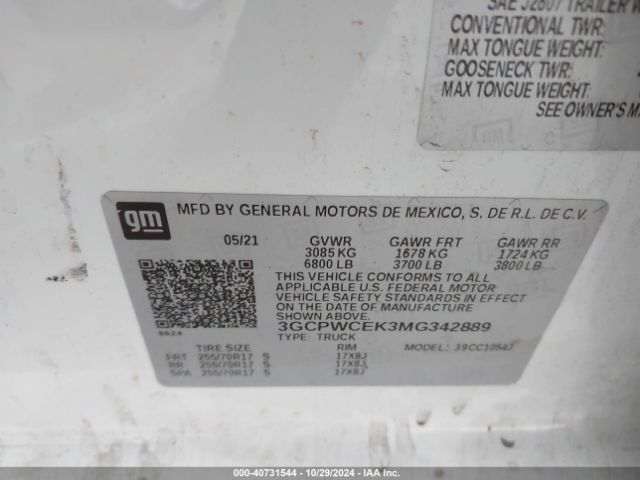 SAE J2807 TRAILER W
CONVENTIONAL TWR:
MAX TONGUE WEIGHT:
GOOSENECK TWR:
MAX TONGUE WEIGHT:
SEE OWNER'S MA
gm
MFD BY GENERAL MOTORS DE MEXICO, S. DE R.L. DE C.V.
05/21 GVWR GAWR FRT GAWR RR
3085 KG 1678 KG 1724 KG
6800 LB 3700 LB 3800 LB
THIS VEHICLE CONFORMS TO ALL
APPLICABLE U.S. FEDERAL MOTOR
VEHICLE SAFETY STANDARDS IN EFFECT
ON THE DATE OF MANUFACTURE
3GCPWCEK3MG342889
8624 TYPE: TRUCK MODEL:
TIRE SIZE RIM
FRT 255/70R17 S 17X8J
RR 255/70R17 S 17X8J
SPA 255/70R17 S 17X8J
000-40731544 - 10/29/2024 - IAA Inc.